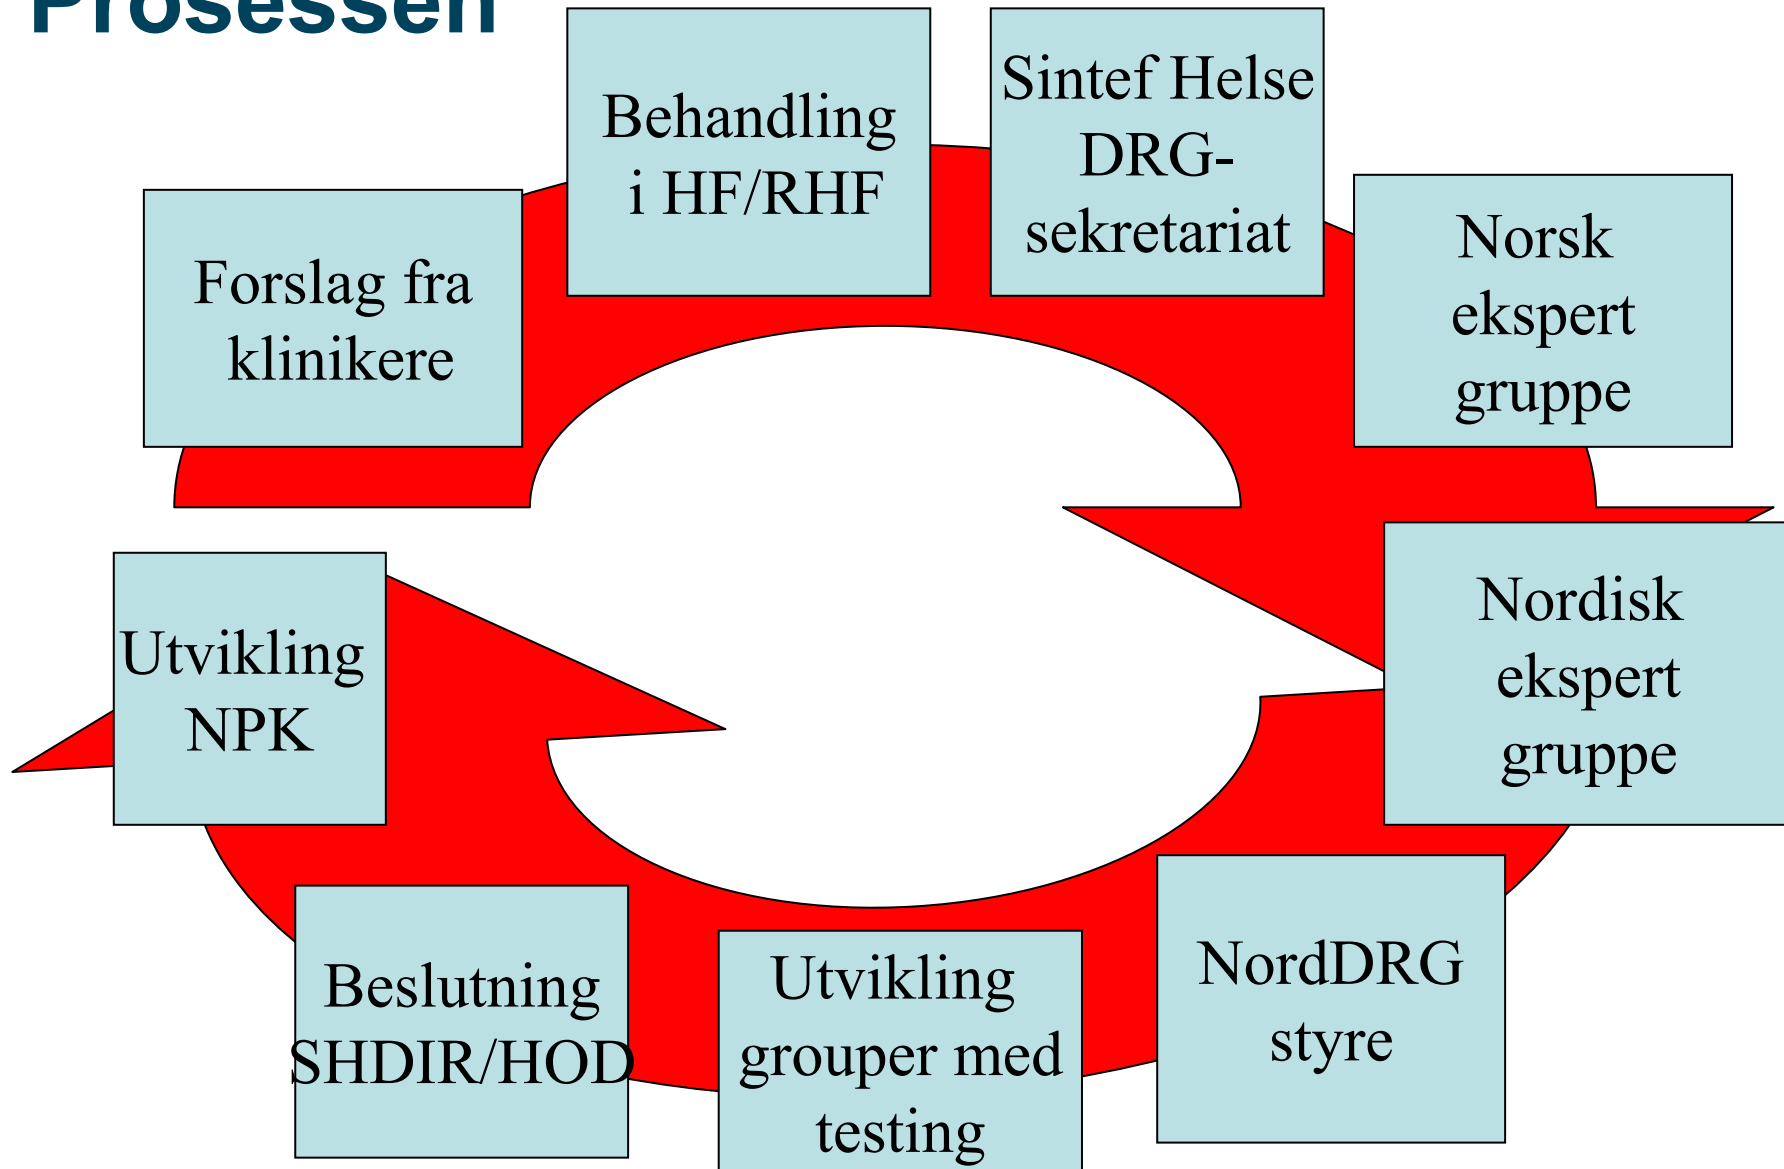 Prosessen
Forslag fra
klinikere
Behandling
i HF/RHF
Sintef Helse
DRG-
sekretariat
Norsk
ekspert
gruppe
Nordisk
ekspert
gruppe
NordDRG
styre
Utvikling
grouper med
testing
Beslutning
SHDIR/HOD
Utvikling
NPK